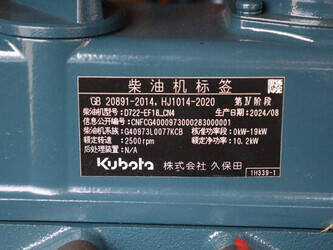 柴油机标签
GB 20891-2014, HJ1014-2020 第Ⅳ阶段
柴油机型号: D722-EF18_CN4 生产日期: 2024/08
信息公开编号: CNFCG4000973000283000001
柴油机系族: G40973L0077KCB 核准功率段: 0kW-19kW
额定转速: 2500rpm 额定净功率: 10.2kW
后处理装置: N/A
Kubota 株式会社 久保田
1H339-1